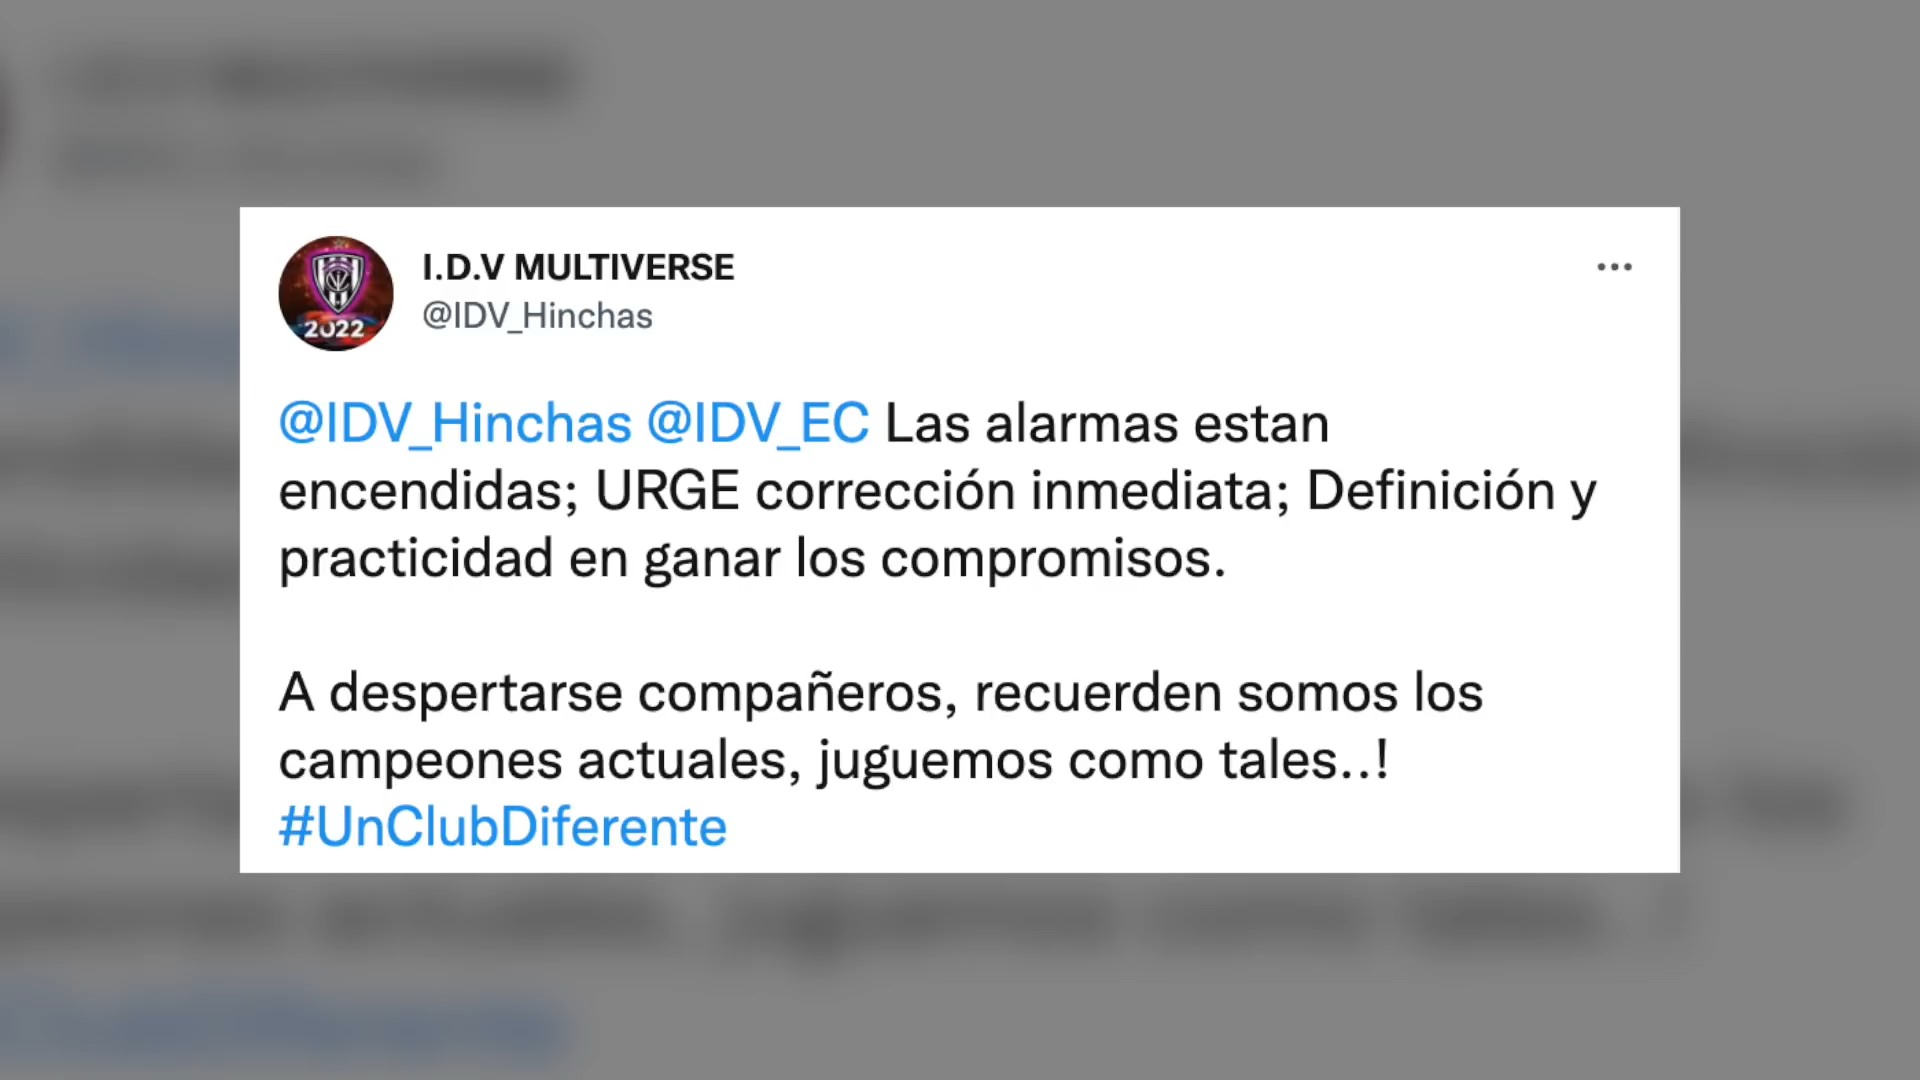 I.D.V MULTIVERSE
@IDV_Hinchas
2022
@IDV_Hinchas @IDV_EC Las alarmas estan
encendidas; URGE corrección inmediata; Definición y
practicidad en ganar los compromisos.
A despertarse compañeros, recuerden somos los
campeones actuales, juguemos como tales..!
#UnClubDiferente